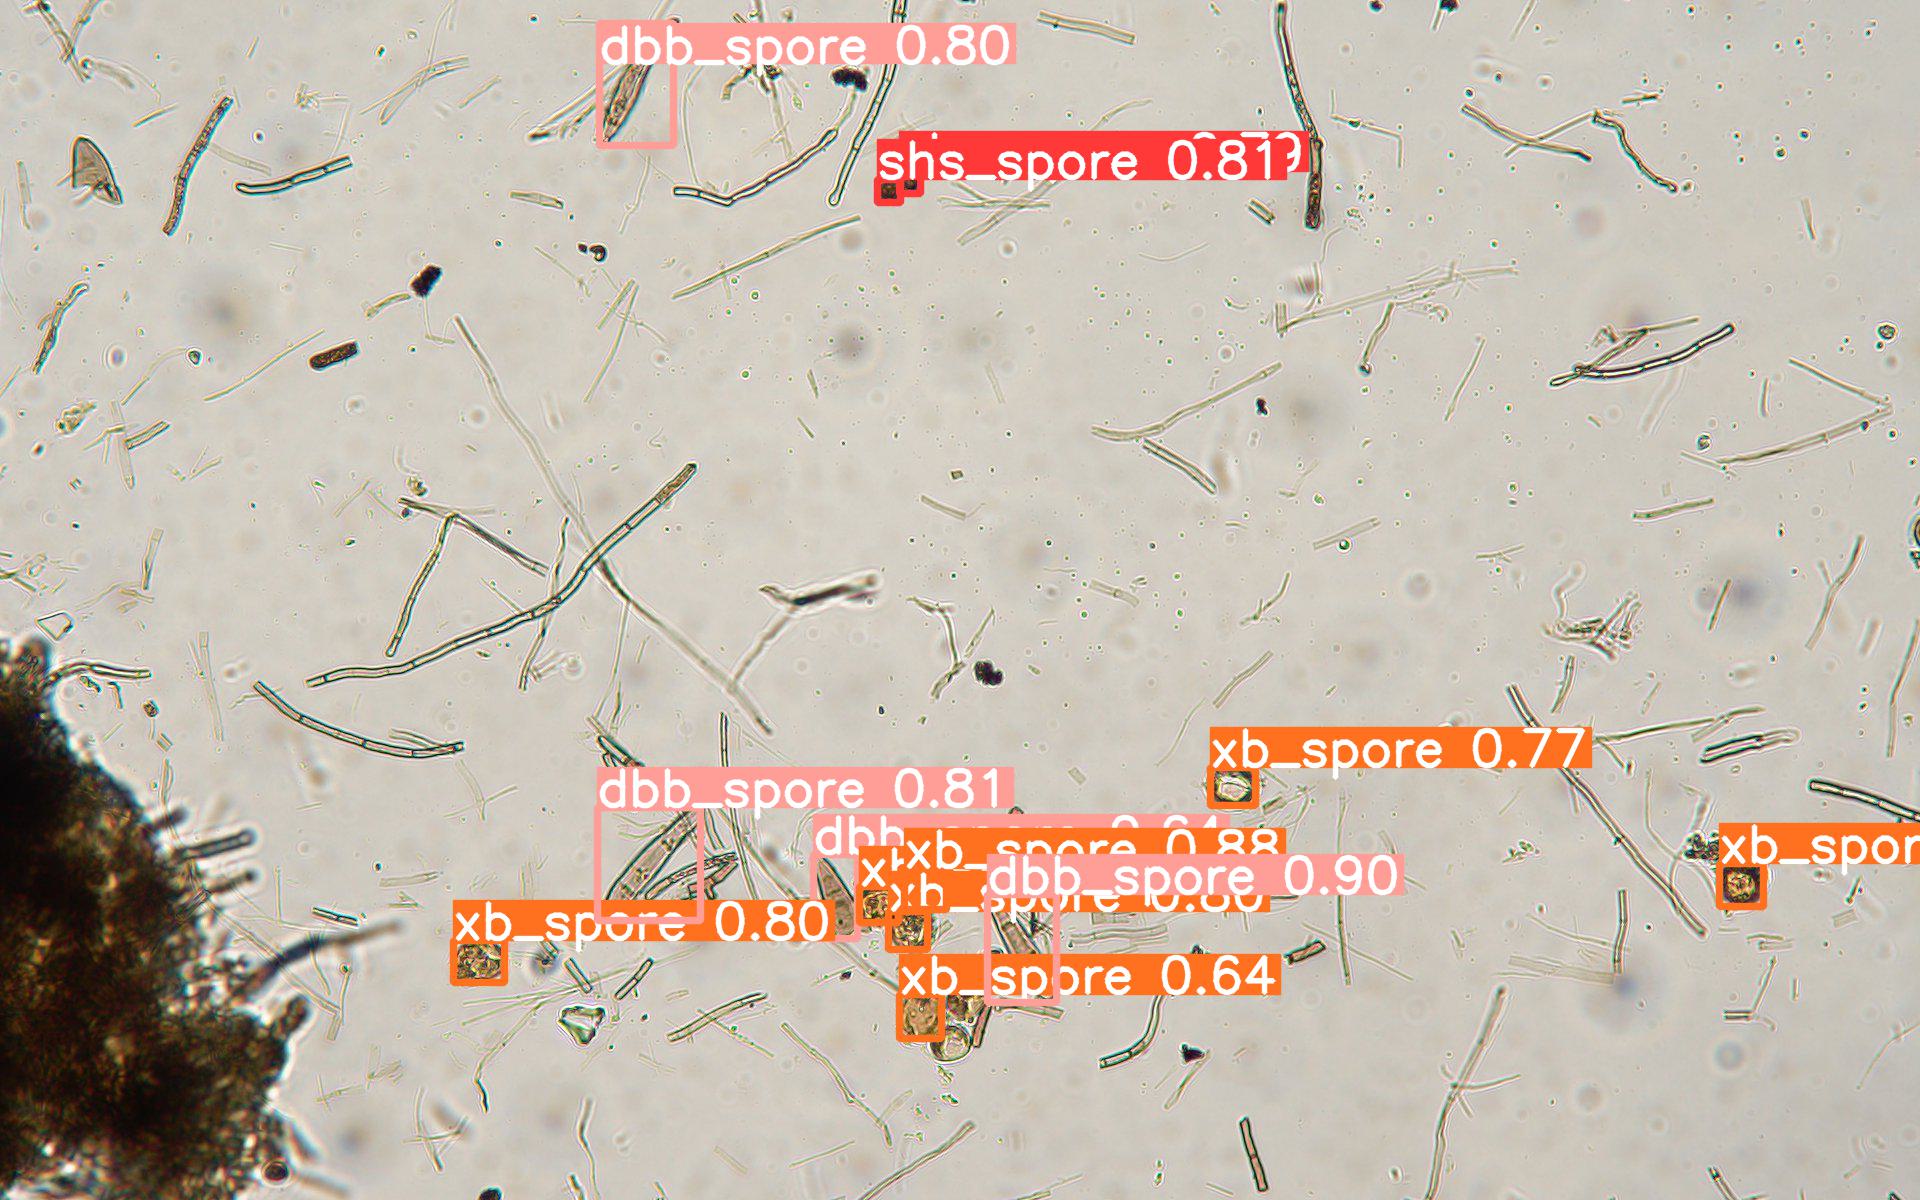 dbb_spore 0.80
shs_spore 0.81
xb_spore 0.77
dbb_spore 0.81
xb_spore 0.88
xb_spor
dbb_spore 0.90
xb_spore 0.80
xb_spore 0.64